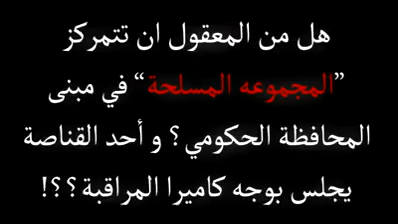 هل من المعقول ان تتمركز
”المجموعه المسلحة“ في مبنى
المحافظة الحكومي؟ و أحد القناصة
يجلس بوجه كاميرا المراقبة؟؟!